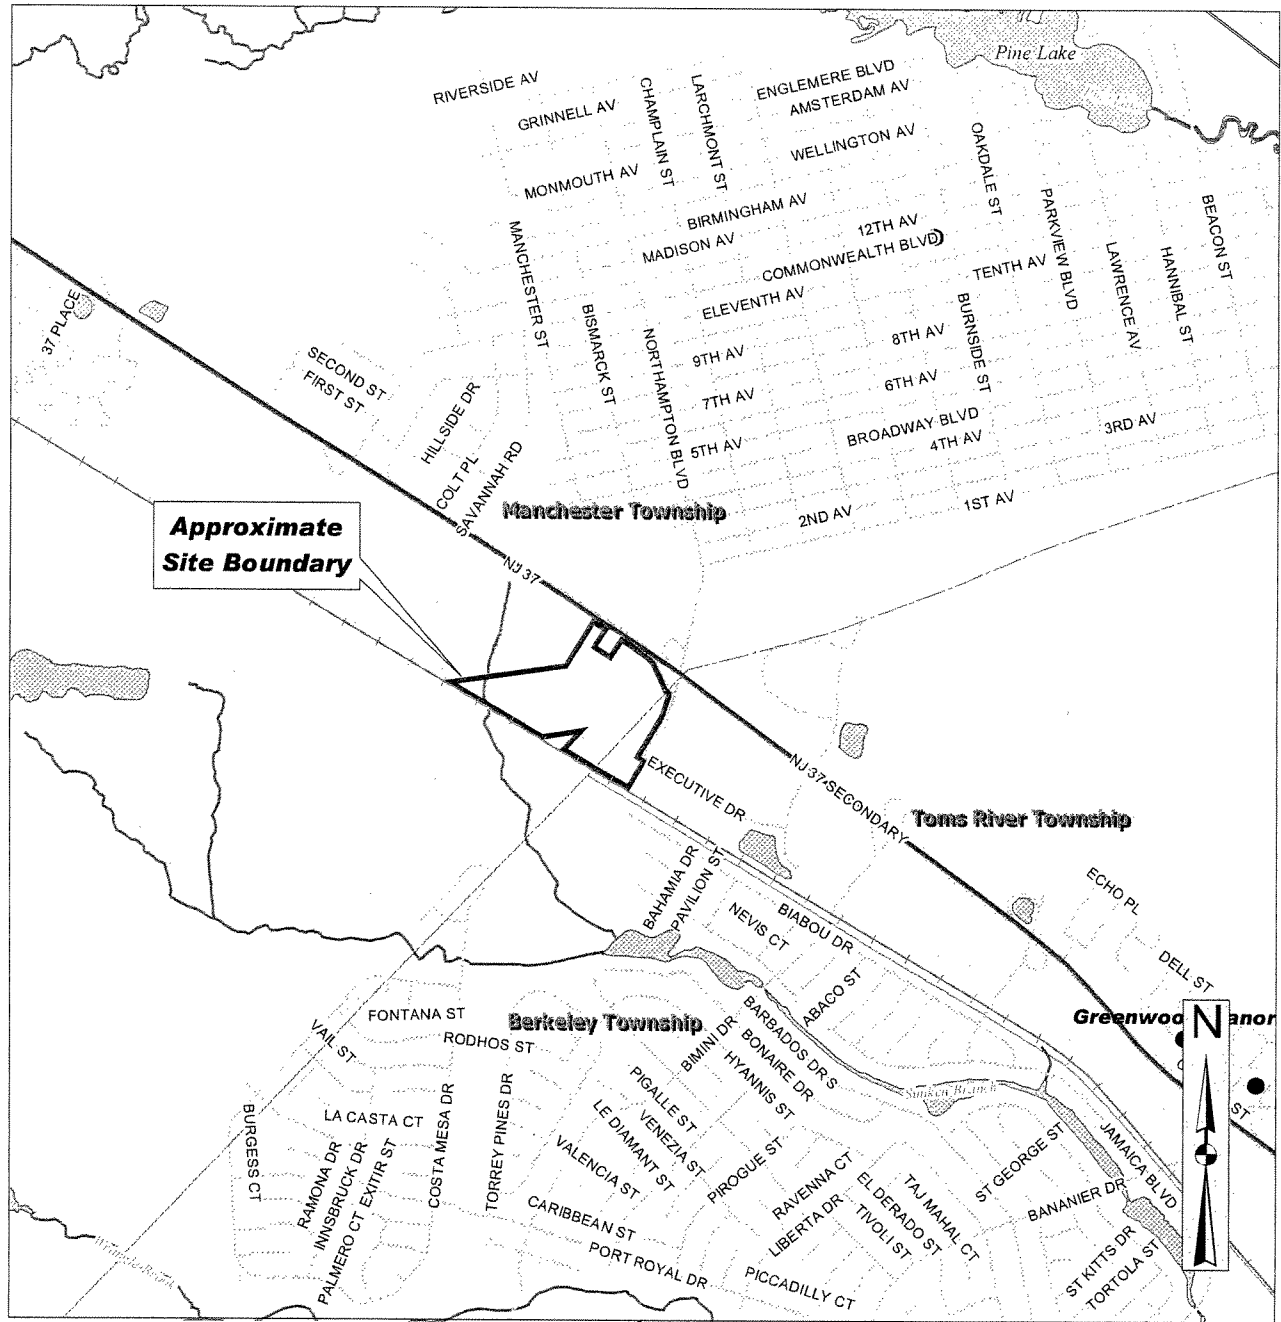 Pine Lake
RIVERSIDE AV
GRINNELL AV
CHAMPLAIN ST
LARCHMONT ST
ENGLEMERE BLVD
AMSTERDAM AV
WELLINGTON AV
MONMOUTH AV
OAKDALE ST
BIRMINGHAM AV
MADISON AV
12TH AV
COMMONWEALTH BLVD
PARKVIEW BLVD
BEACON ST
MANCHESTER ST
TENTH AV
LAWRENCE AV
HANNIBAL ST
ELEVENTH AV
37 PLACE
BISMARCK ST
NORTHAMPTON BLVD
9TH AV
8TH AV
BURNSIDE ST
SECOND ST
FIRST ST
HILLSIDE DR
7TH AV
6TH AV
BROADWAY BLVD
4TH AV
3RD AV
5TH AV
COLT PL
SAVANNAH RD
Manchester Township
2ND AV
1ST AV
Approximate
Site Boundary
NJ 37
EXECUTIVE DR
NJ 37 SECONDARY
Toms River Township
BAHAMIA DR
PAVILION ST
NEVIS CT
BIABOU DR
ECHO PL
DELL ST
ABACO ST
FONTANA ST
Berkeley Township
VAIL ST
RODHOS ST
BIMINI DR
BARBADOS DR S
BONAIRE DR
HYANNIS ST
Greenwoo
anor
N
ST
Sunken Branch
PIGALLE ST
VENEZIA ST
LE DIAMANT ST
BURGESS CT
LA CASTA CT
COSTA MESA DR
TORREY PINES DR
VALENCIA ST
PIROGUE ST
RAVENNA CT
LIBERTA DR
TAJ MAHAL CT
EL DERADO ST
TIVOLI ST
ST GEORGE ST
JAMAICA BLVD
BANANIER DR
RAMONA DR
INNSBRUCK DR
PALMERO CT
EXITIR ST
CARIBBEAN ST
PORT ROYAL DR
PICCADILLY CT
ST KITTS DR
TORTOLA ST